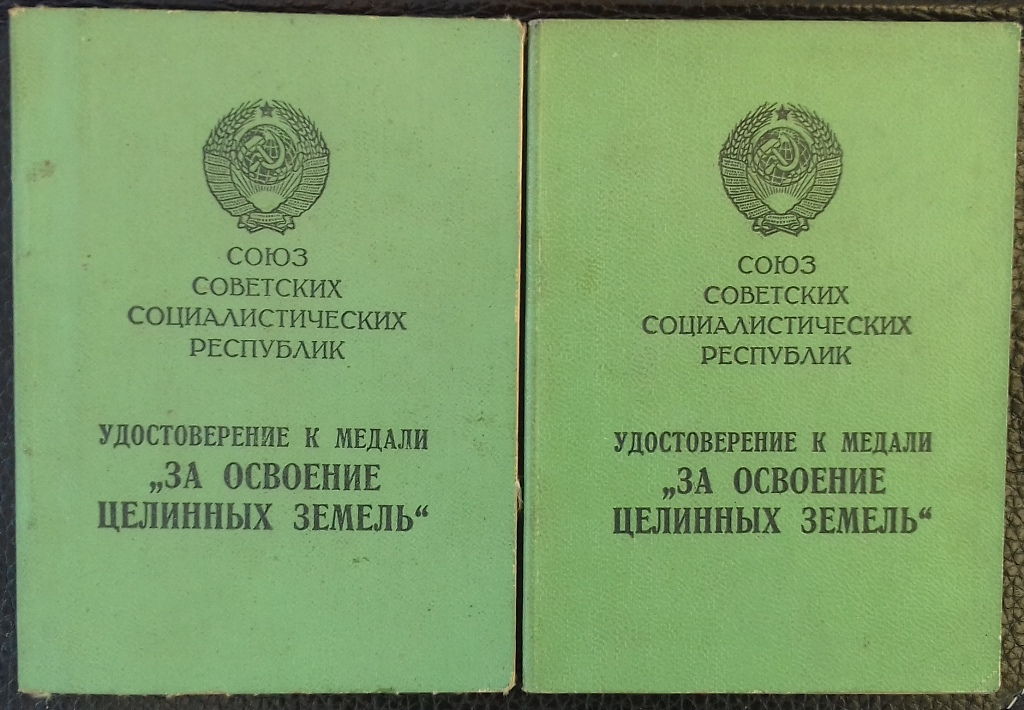 СОЮЗ
СОВЕТСКИХ
СОЦИАЛИСТИЧЕСКИХ
РЕСПУБЛИК
УДОСТОВЕРЕНИЕ К МЕДАЛИ
„ЗА ОСВОЕНИЕ
ЦЕЛИННЫХ ЗЕМЕЛЬ“
СОЮЗ
СОВЕТСКИХ
СОЦИАЛИСТИЧЕСКИХ
РЕСПУБЛИК
УДОСТОВЕРЕНИЕ К МЕДАЛИ
„ЗА ОСВОЕНИЕ
ЦЕЛИННЫХ ЗЕМЕЛЬ“